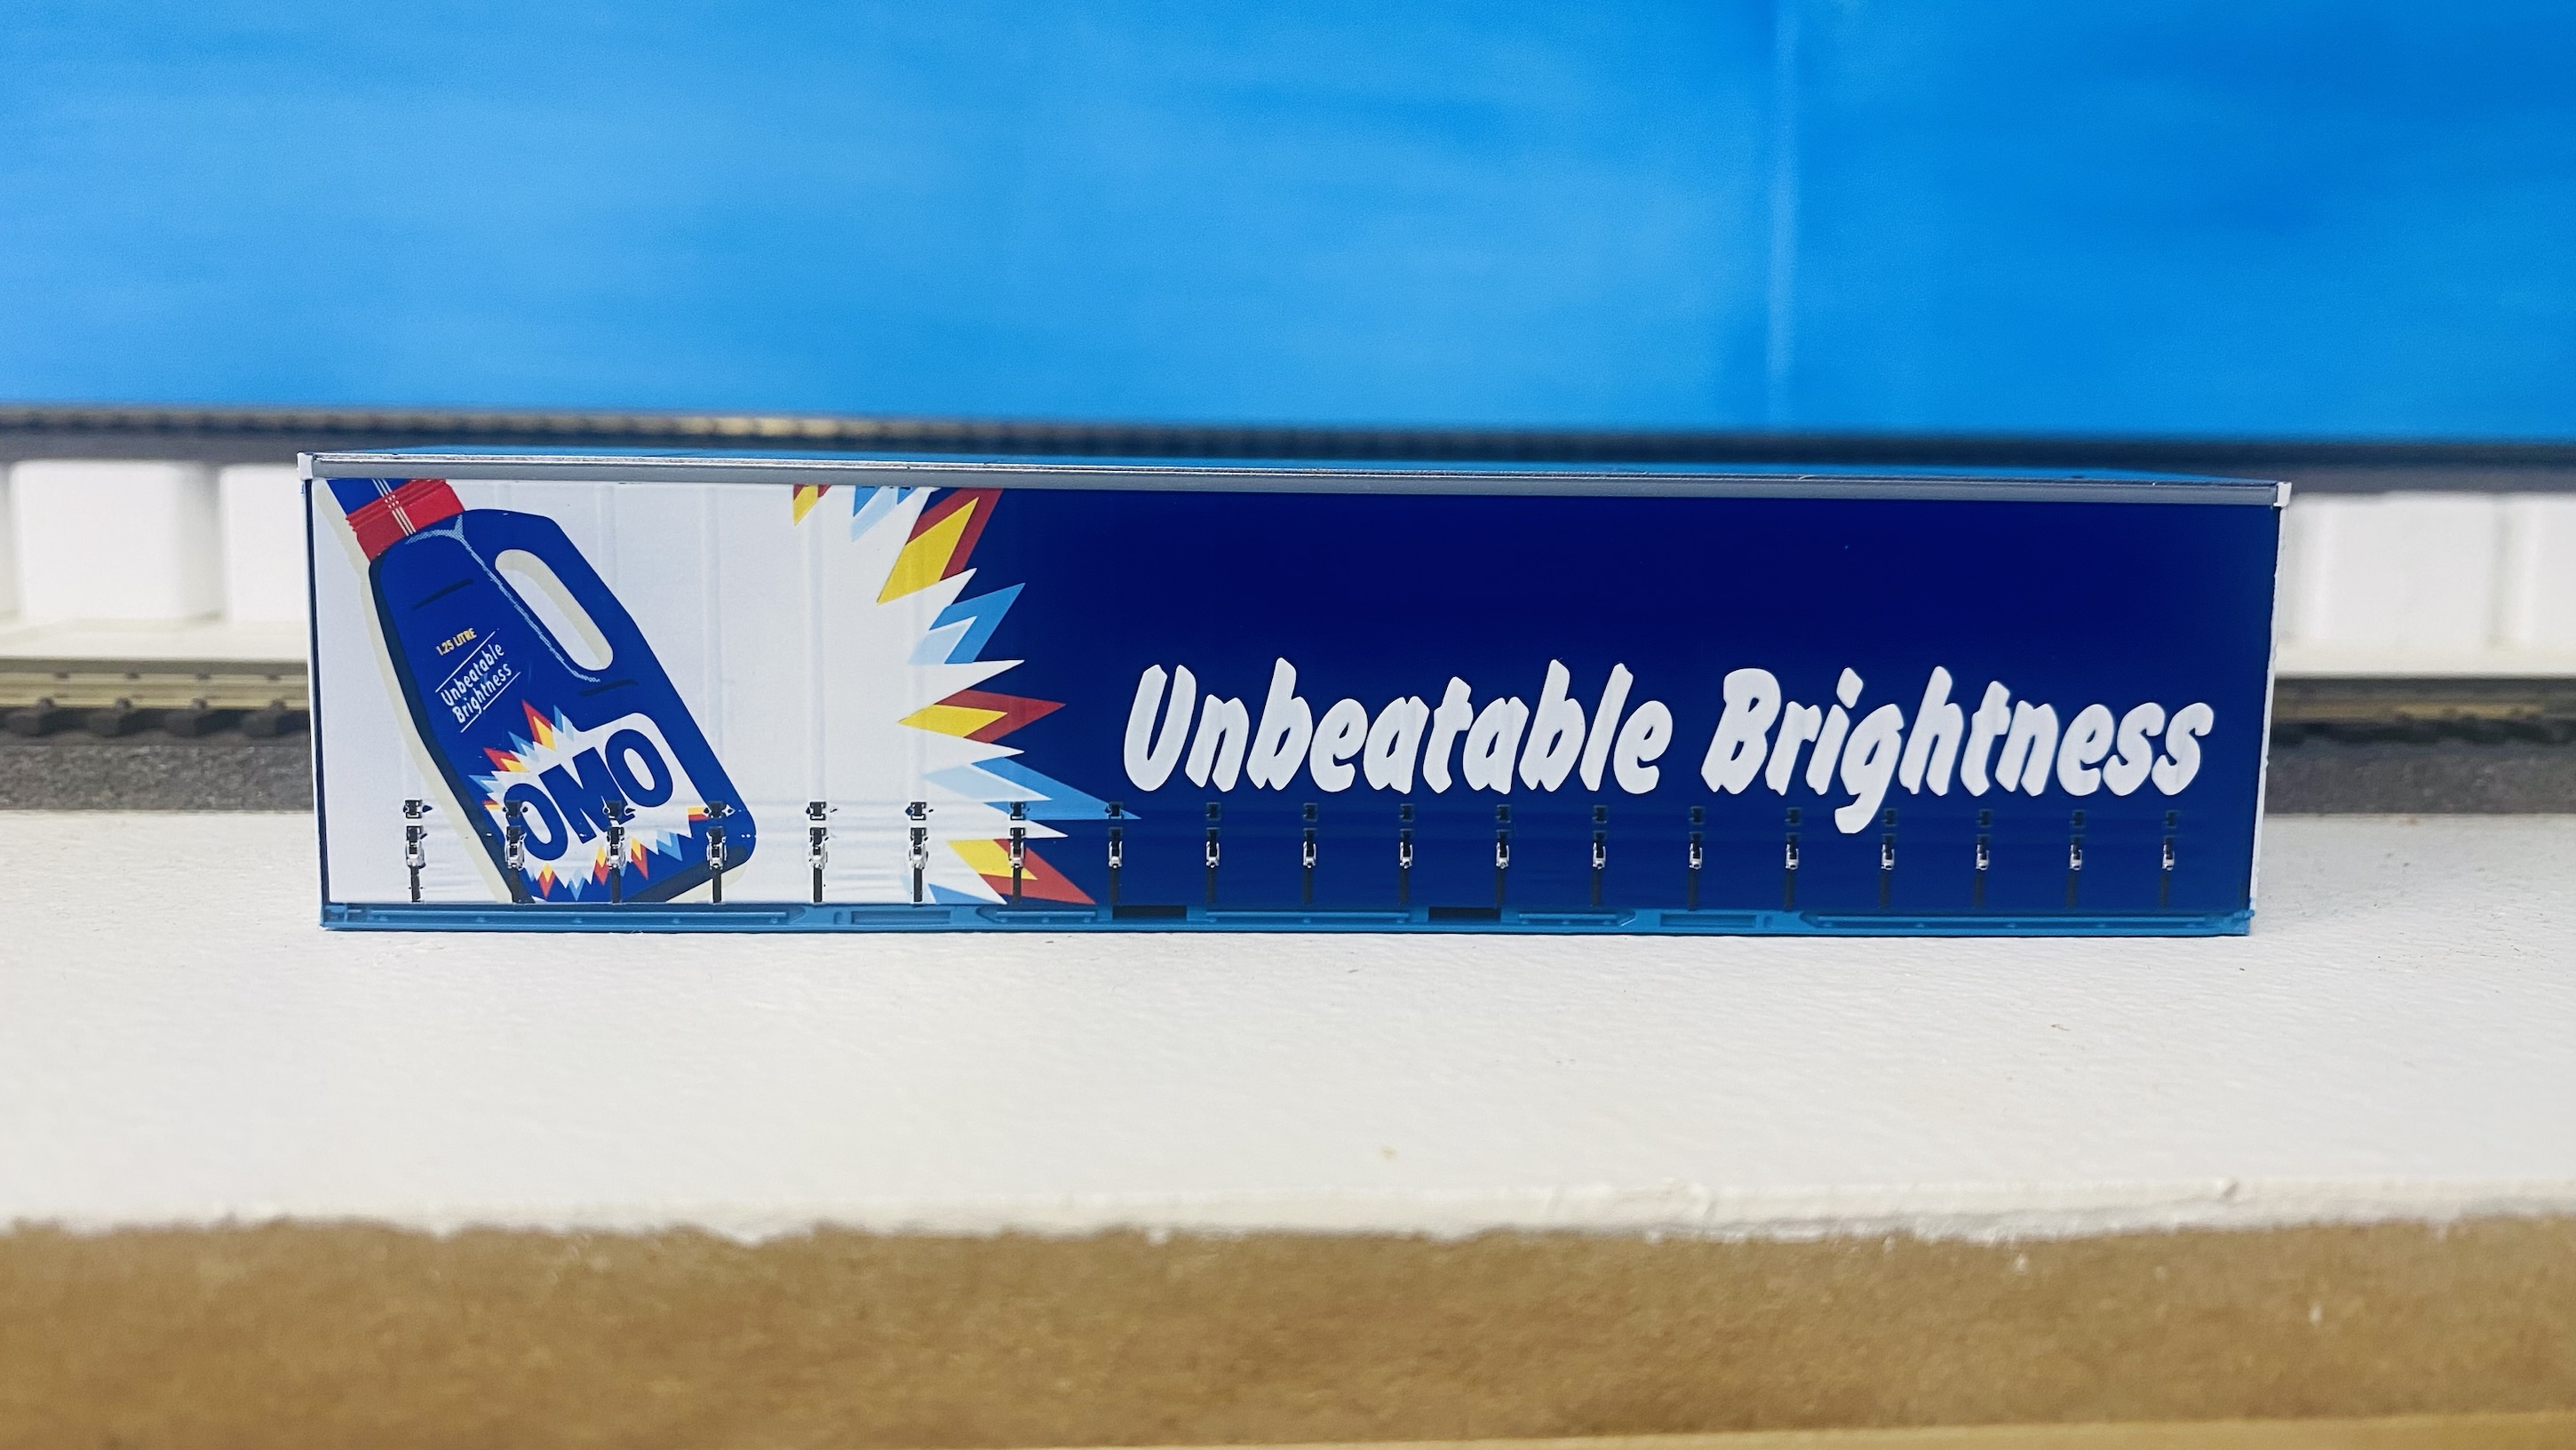 1.25 LITRE
Unbeatable
Brightness
OMO
Unbeatable Brightness